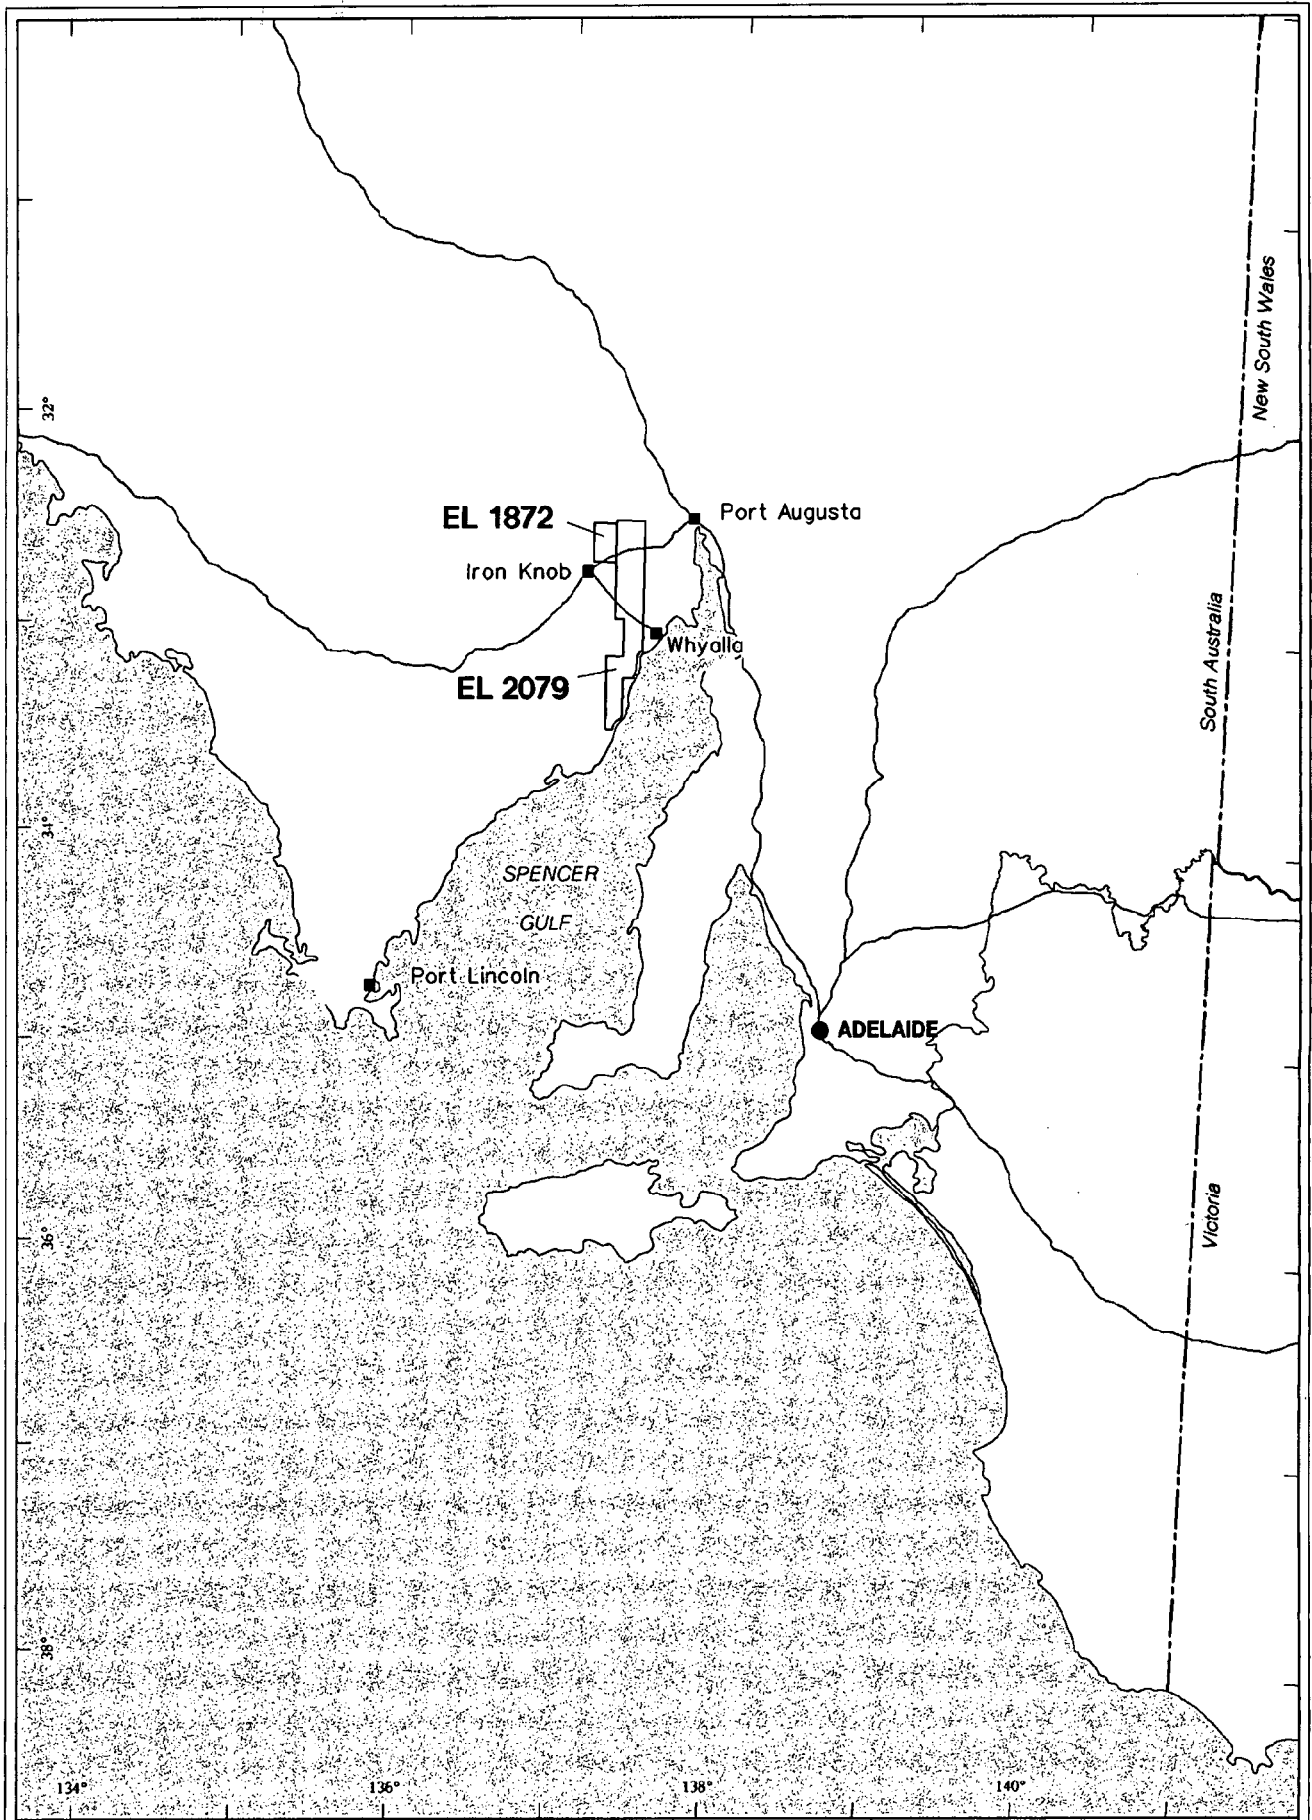 New South Wales
32°
EL 1872
Port Augusta
Iron Knob
Whyalla
EL 2079
South Australia
34°
SPENCER
GULF
Port Lincoln
ADELAIDE
Victoria
36°
38°
134°
136°
138°
140°